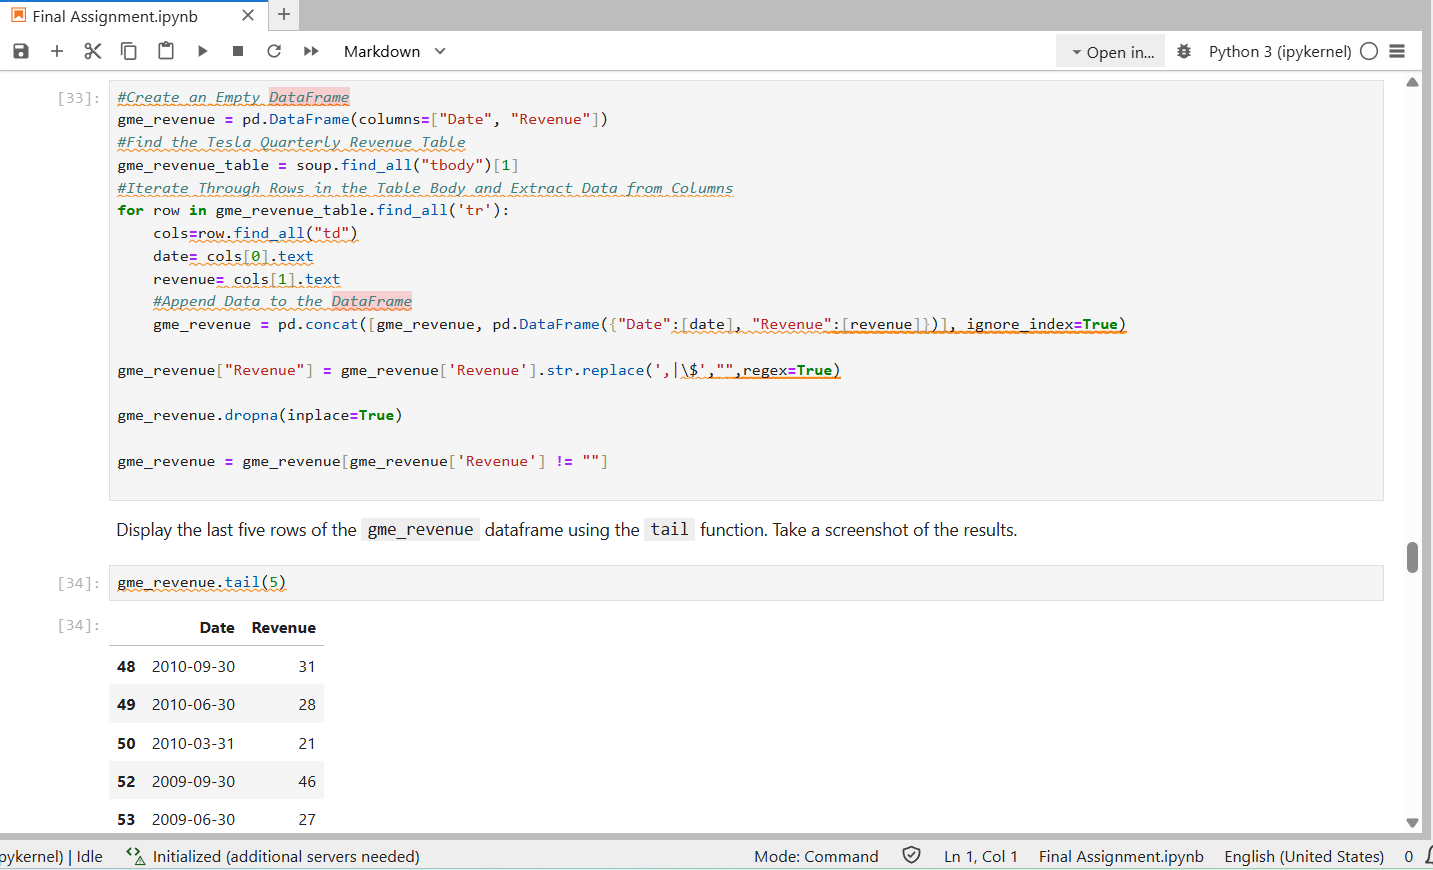 Final Assignment.ipynb
Markdown
Open in...
Python 3 (ipykernel)
[33]:
#Create an Empty DataFrame
gme_revenue = pd.DataFrame(columns=["Date", "Revenue"])
#Find the Tesla Quarterly Revenue Table
gme_revenue_table = soup.find_all("tbody")[1]
#Iterate Through Rows in the Table Body and Extract Data from Columns
for row in gme_revenue_table.find_all('tr'):
    cols=row.find_all("td")
    date= cols[0].text
    revenue= cols[1].text
    #Append Data to the DataFrame
    gme_revenue = pd.concat([gme_revenue, pd.DataFrame({"Date":[date], "Revenue":[revenue]})], ignore_index=True)
gme_revenue["Revenue"] = gme_revenue['Revenue'].str.replace(',|\$',"",regex=True)
gme_revenue.dropna(inplace=True)
gme_revenue = gme_revenue[gme_revenue['Revenue'] != ""]
Display the last five rows of the gme_revenue dataframe using the tail function. Take a screenshot of the results.
[34]:
gme_revenue.tail(5)
[34]:
Date Revenue
48 2010-09-30 31
49 2010-06-30 28
50 2010-03-31 21
52 2009-09-30 46
53 2009-06-30 27
pykernel) | Idle Initialized (additional servers needed) Mode: Command Ln 1, Col 1 Final Assignment.ipynb English (United States) 0